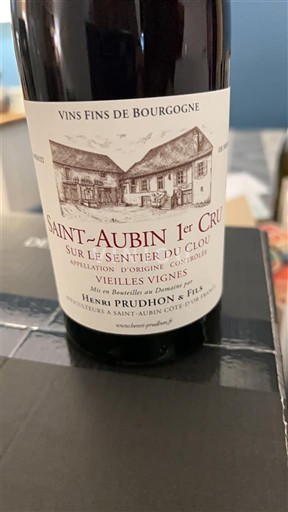 VINS FINS DE BOURGOGNE
SAINT~AUBIN 1er CRU
SUR LE SENTIER DU CLOU
APPELLATION D'ORIGINE CONTRÔLÉE
VIEILLES VIGNES
Mis en Bouteilles au Domaine par
HENRI PRUDHON & FILS
VITICULTEURS A SAINT-AUBIN CÔTE-D'OR FRANCE
www.henri-prudhon.fr